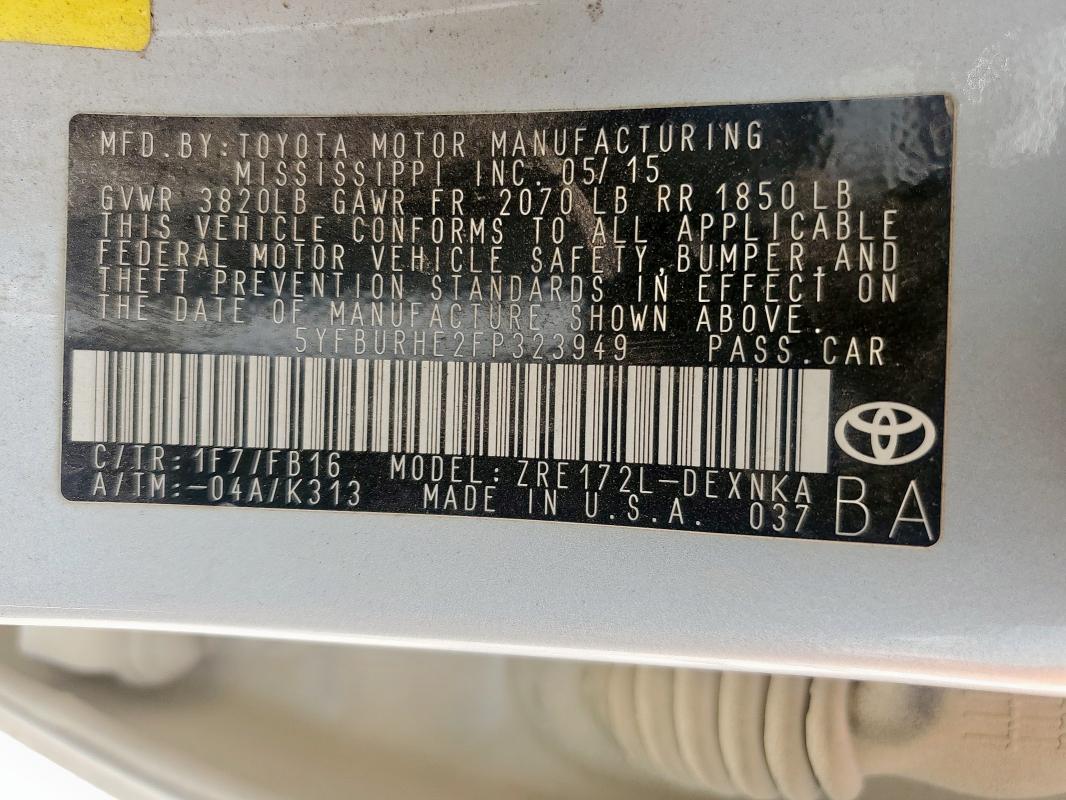 MFD.BY:TOYOTA MOTOR MANUFACTURING
MISSISSIPPI INC. 05/15
GVWR 3820LB GAWR FR 2070 LB RR 1850 LB
THIS VEHICLE CONFORMS TO ALL APPLICABLE
FEDERAL MOTOR VEHICLE SAFETY,BUMPER,AND
THEFT PREVENTION STANDARDS IN EFFECT ON
THE DATE OF MANUFACTURE SHOWN ABOVE.
5YFBURHE2FP323949 PASS.CAR
C/TR:1F7/FB16 MODEL:ZRE172L-DEXNKA
A/TM:-04A/K313 MADE IN U.S.A. 037 BA